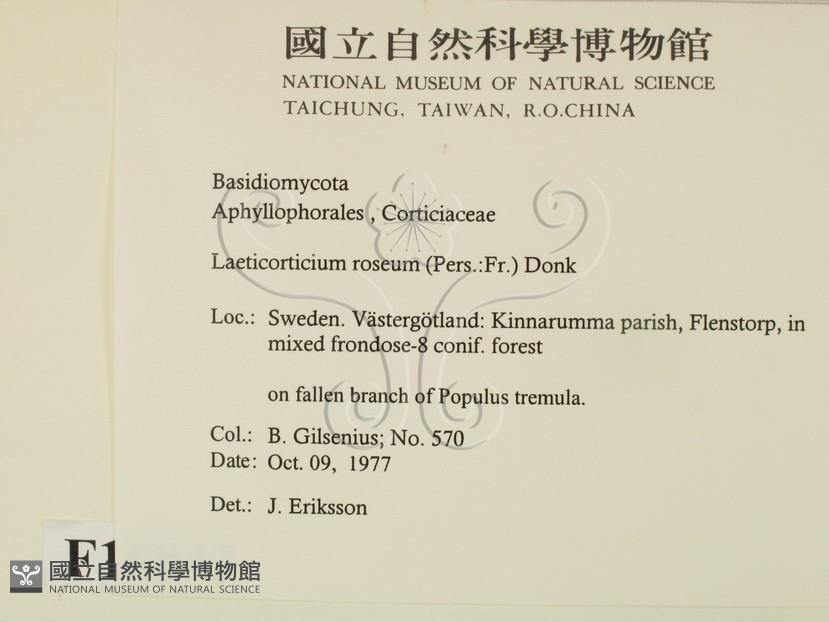 國立自然科學博物館
NATIONAL MUSEUM OF NATURAL SCIENCE
TAICHUNG, TAIWAN, R.O.CHINA
Basidiomycota
Aphyllophorales , Corticiaceae
Laeticorticium roseum (Pers.:Fr.) Donk
Loc.: Sweden. Västergötland: Kinnarumma parish, Flenstorp, in
mixed frondose-8 conif. forest
on fallen branch of Populus tremula.
Col.: B. Gilsenius; No. 570
Date: Oct. 09, 1977
Det.: J. Eriksson
國立自然科學博物館
NATIONAL MUSEUM OF NATURAL SCIENCE